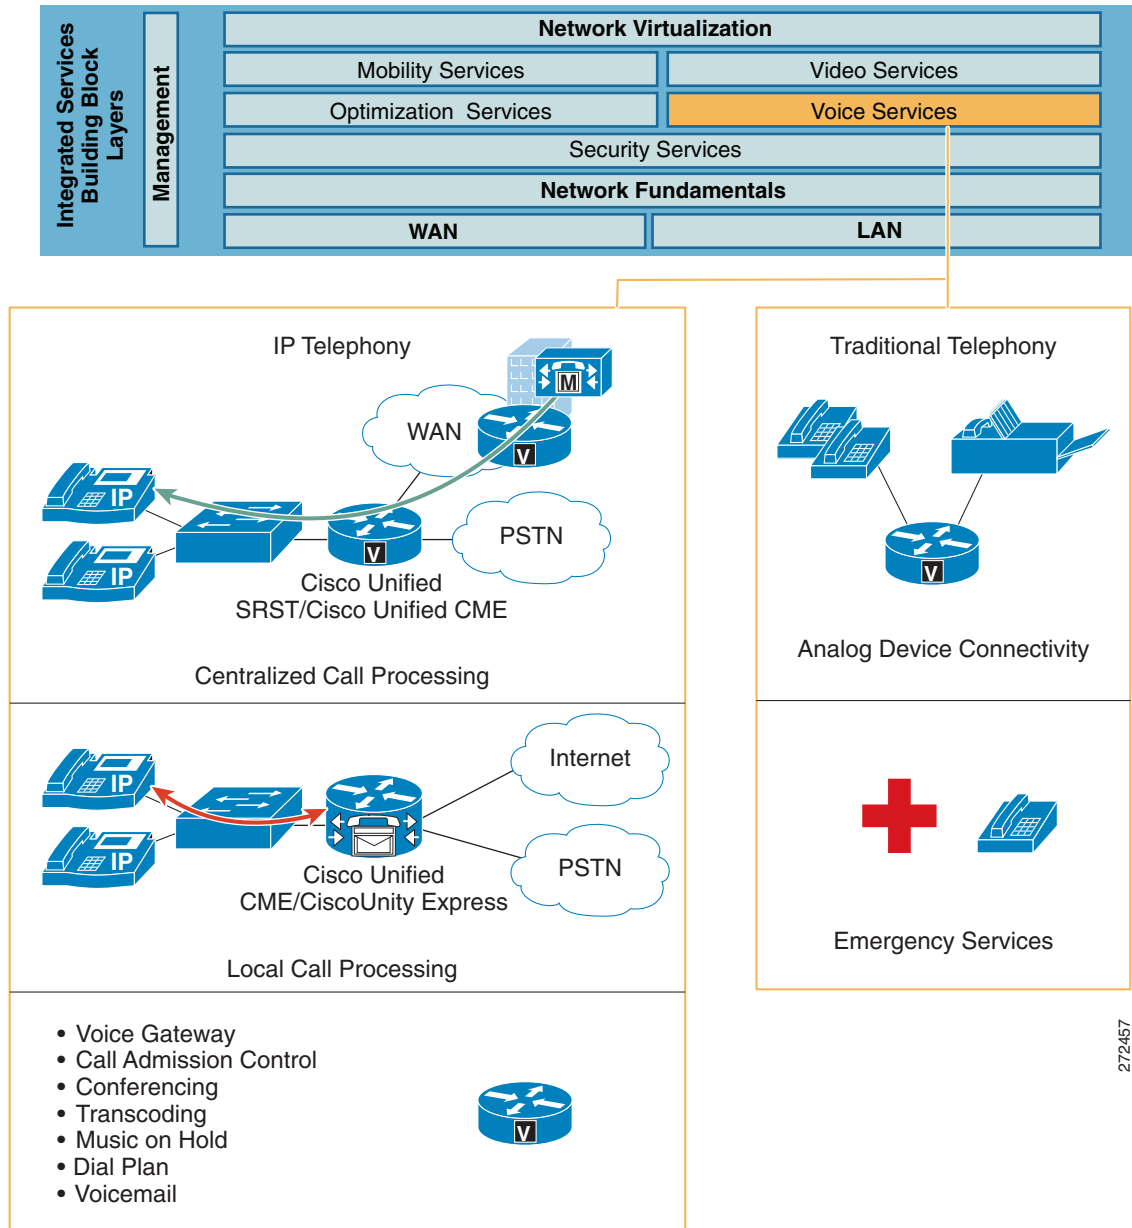 Integrated Services
Building Block
Layers
Management
Network Virtualization
Mobility Services
Video Services
Optimization Services
Voice Services
Security Services
Network Fundamentals
WAN
LAN
IP Telephony
M
WAN
V
IP
IP
PSTN
V
Cisco Unified
SRST/Cisco Unified CME
Centralized Call Processing
IP
IP
Internet
PSTN
Cisco Unified
CME/CiscoUnity Express
Local Call Processing
• Voice Gateway
• Call Admission Control
• Conferencing
• Transcoding
• Music on Hold
• Dial Plan
• Voicemail
V
Traditional Telephony
V
Analog Device Connectivity
Emergency Services
272457